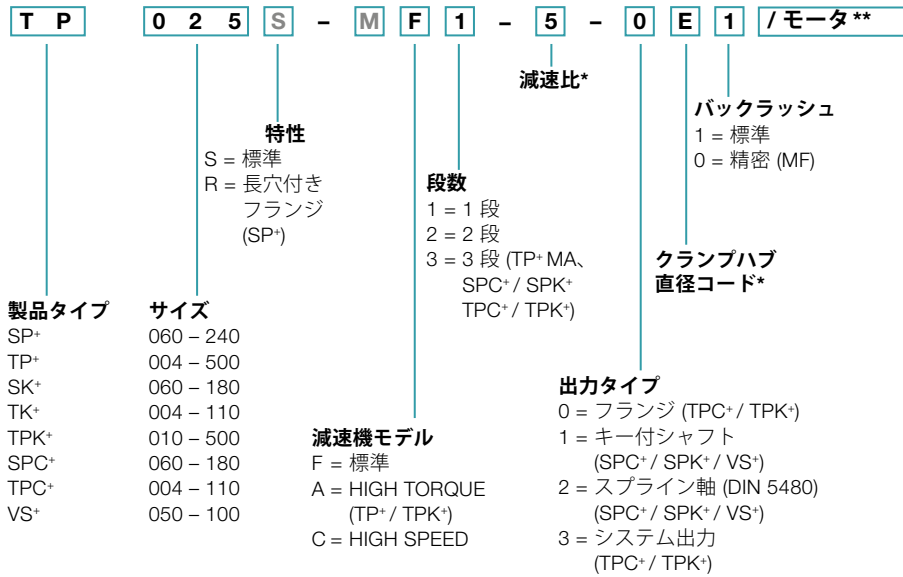 T P 0 2 5 S – M F 1 – 5 – 0 E 1 / モータ**
減速比*
バックラッシュ
1 = 標準
0 = 精密 (MF)
特性
S = 標準
R = 長穴付き
フランジ
(SP+)
段数
1 = 1 段
2 = 2 段
3 = 3 段 (TP+ MA、
SPC+ / SPK+
TPC+ / TPK+)
クランプハブ
直径コード*
製品タイプ サイズ
SP+ 060 – 240
TP+ 004 – 500
SK+ 060 – 180
TK+ 004 – 110
TPK+ 010 – 500
SPC+ 060 – 180
TPC+ 004 – 110
VS+ 050 – 100
減速機モデル
F = 標準
A = HIGH TORQUE
(TP+ / TPK+)
C = HIGH SPEED
出力タイプ
0 = フランジ (TPC+ / TPK+)
1 = キー付シャフト
(SPC+ / SPK+ / VS+)
2 = スプライン軸 (DIN 5480)
(SPC+ / SPK+ / VS+)
3 = システム出力
(TPC+ / TPK+)